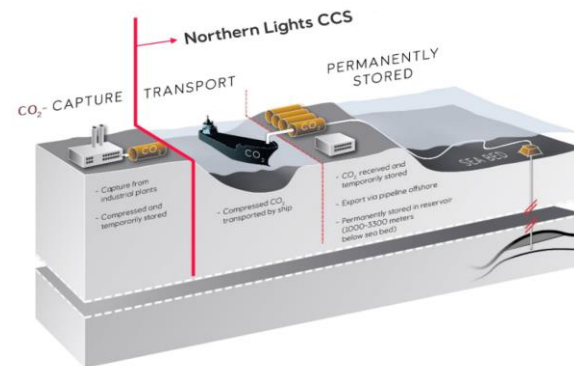 Northern Lights CCS
CO₂- CAPTURE
TRANSPORT
PERMANENTLY
STORED
CO₂
CO₂
CO₂
SEA BED
- Capture from
industrial plants
- Compressed and
temporarily stored
- Compressed CO₂
transported by ship
- CO₂ received and
temporarily stored
- Export via pipeline offshore
- Permanently stored in reservoir
(1000-3300 meters
below sea bed)